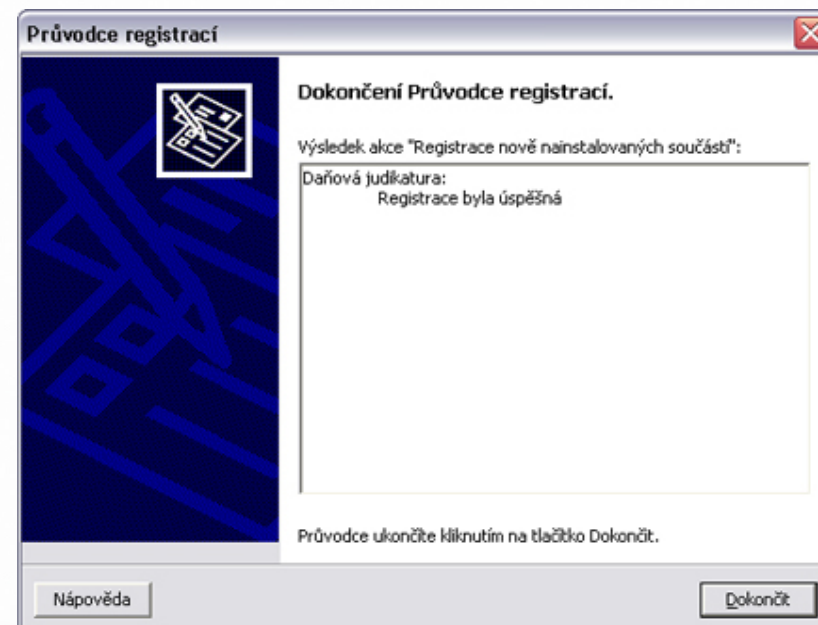 Průvodce registrací
Dokončení Průvodce registrací.
Výsledek akce "Registrace nově nainstalovaných součástí":
Daňová judikatura:
Registrace byla úspěšná
Průvodce ukončíte kliknutím na tlačítko Dokončit.
Nápověda
Dokončit